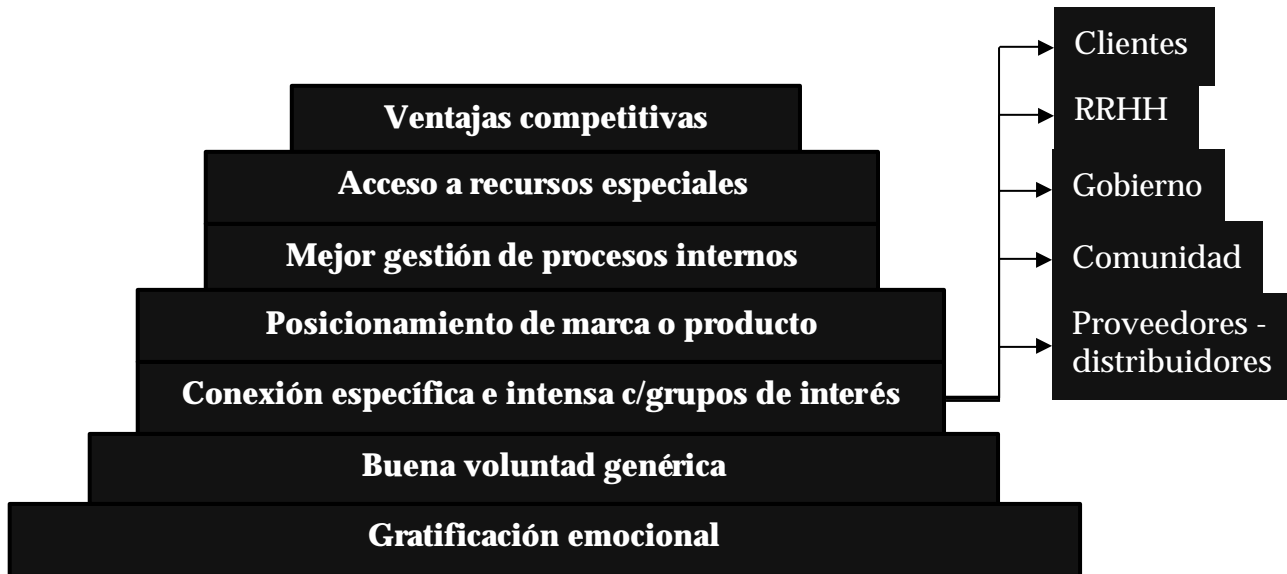 Ventajas competitivas
Acceso a recursos especiales
Mejor gestión de procesos internos
Posicionamiento de marca o producto
Conexión específica e intensa c/grupos de interés
Buena voluntad genérica
Gratificación emocional
Clientes
RRHH
Gobierno
Comunidad
Proveedores -
distribuidores